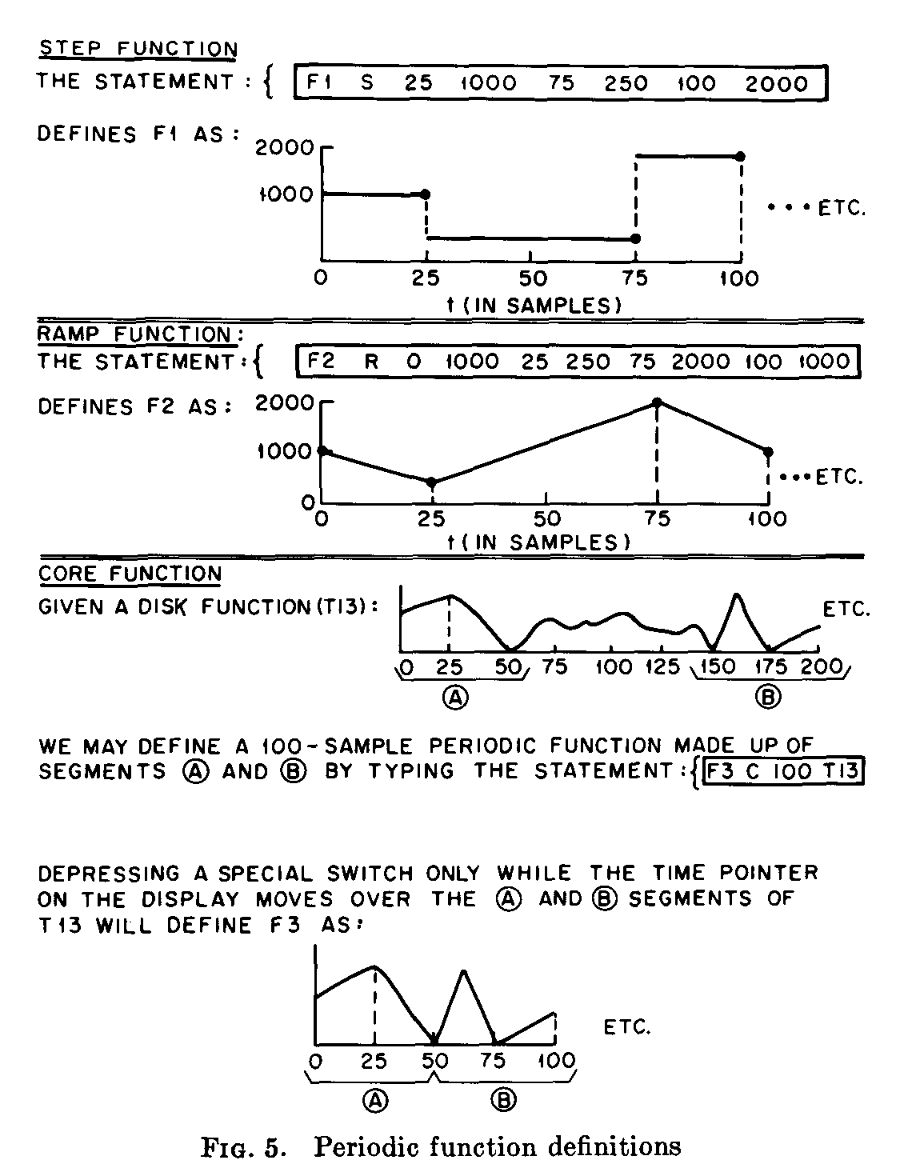 STEP FUNCTION
THE STATEMENT : { F1 S 25 1000 75 250 100 2000
DEFINES F1 AS :
2000
1000
• • • ETC.
0 25 50 75 100
t (IN SAMPLES)
RAMP FUNCTION :
THE STATEMENT : { F2 R 0 1000 25 250 75 2000 100 1000
DEFINES F2 AS :
2000
1000
•••ETC.
0
0 25 50 75 100
t (IN SAMPLES)
CORE FUNCTION
GIVEN A DISK FUNCTION (T13) :
ETC.
0 25 50 75 100 125 150 175 200
A B
WE MAY DEFINE A 100-SAMPLE PERIODIC FUNCTION MADE UP OF
SEGMENTS A AND B BY TYPING THE STATEMENT : { F3 C 100 T13
DEPRESSING A SPECIAL SWITCH ONLY WHILE THE TIME POINTER
ON THE DISPLAY MOVES OVER THE A AND B SEGMENTS OF
T13 WILL DEFINE F3 AS :
ETC.
0 25 50 75 100
A B
FIG. 5. Periodic function definitions